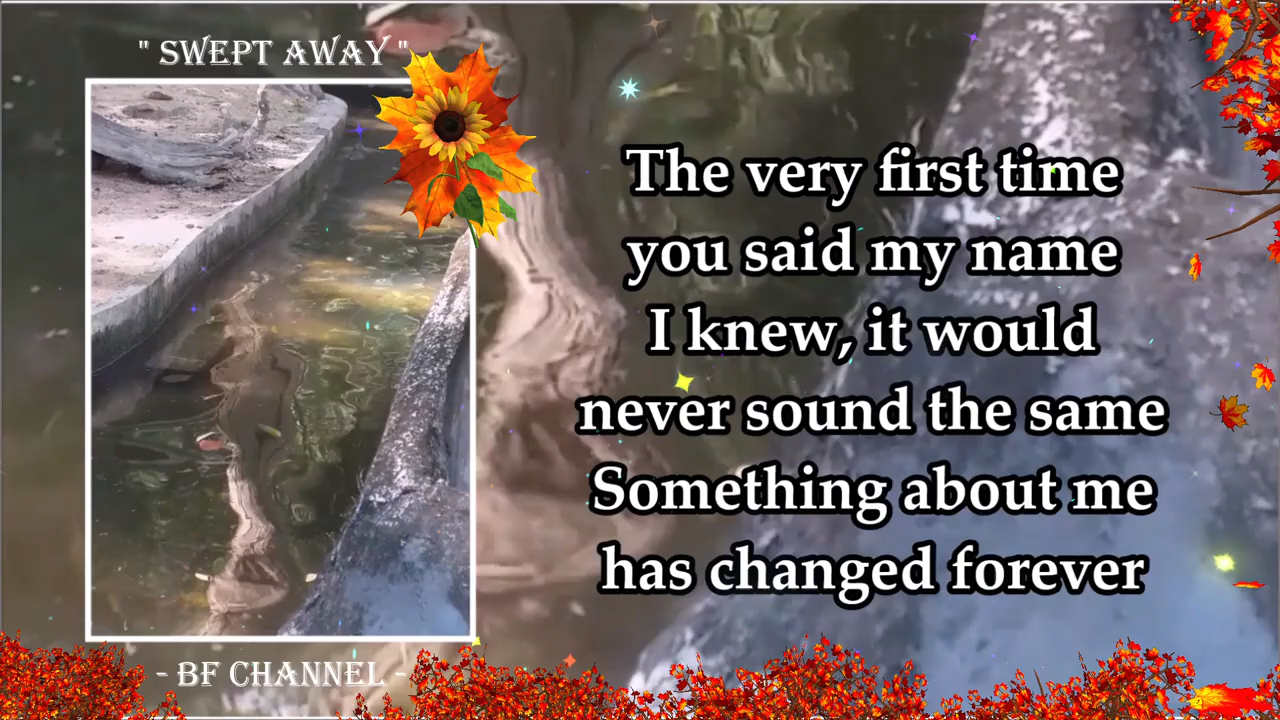 " SWEPT AWAY "
The very first time
you said my name
I knew, it would
never sound the same
Something about me
has changed forever
- BF CHANNEL -